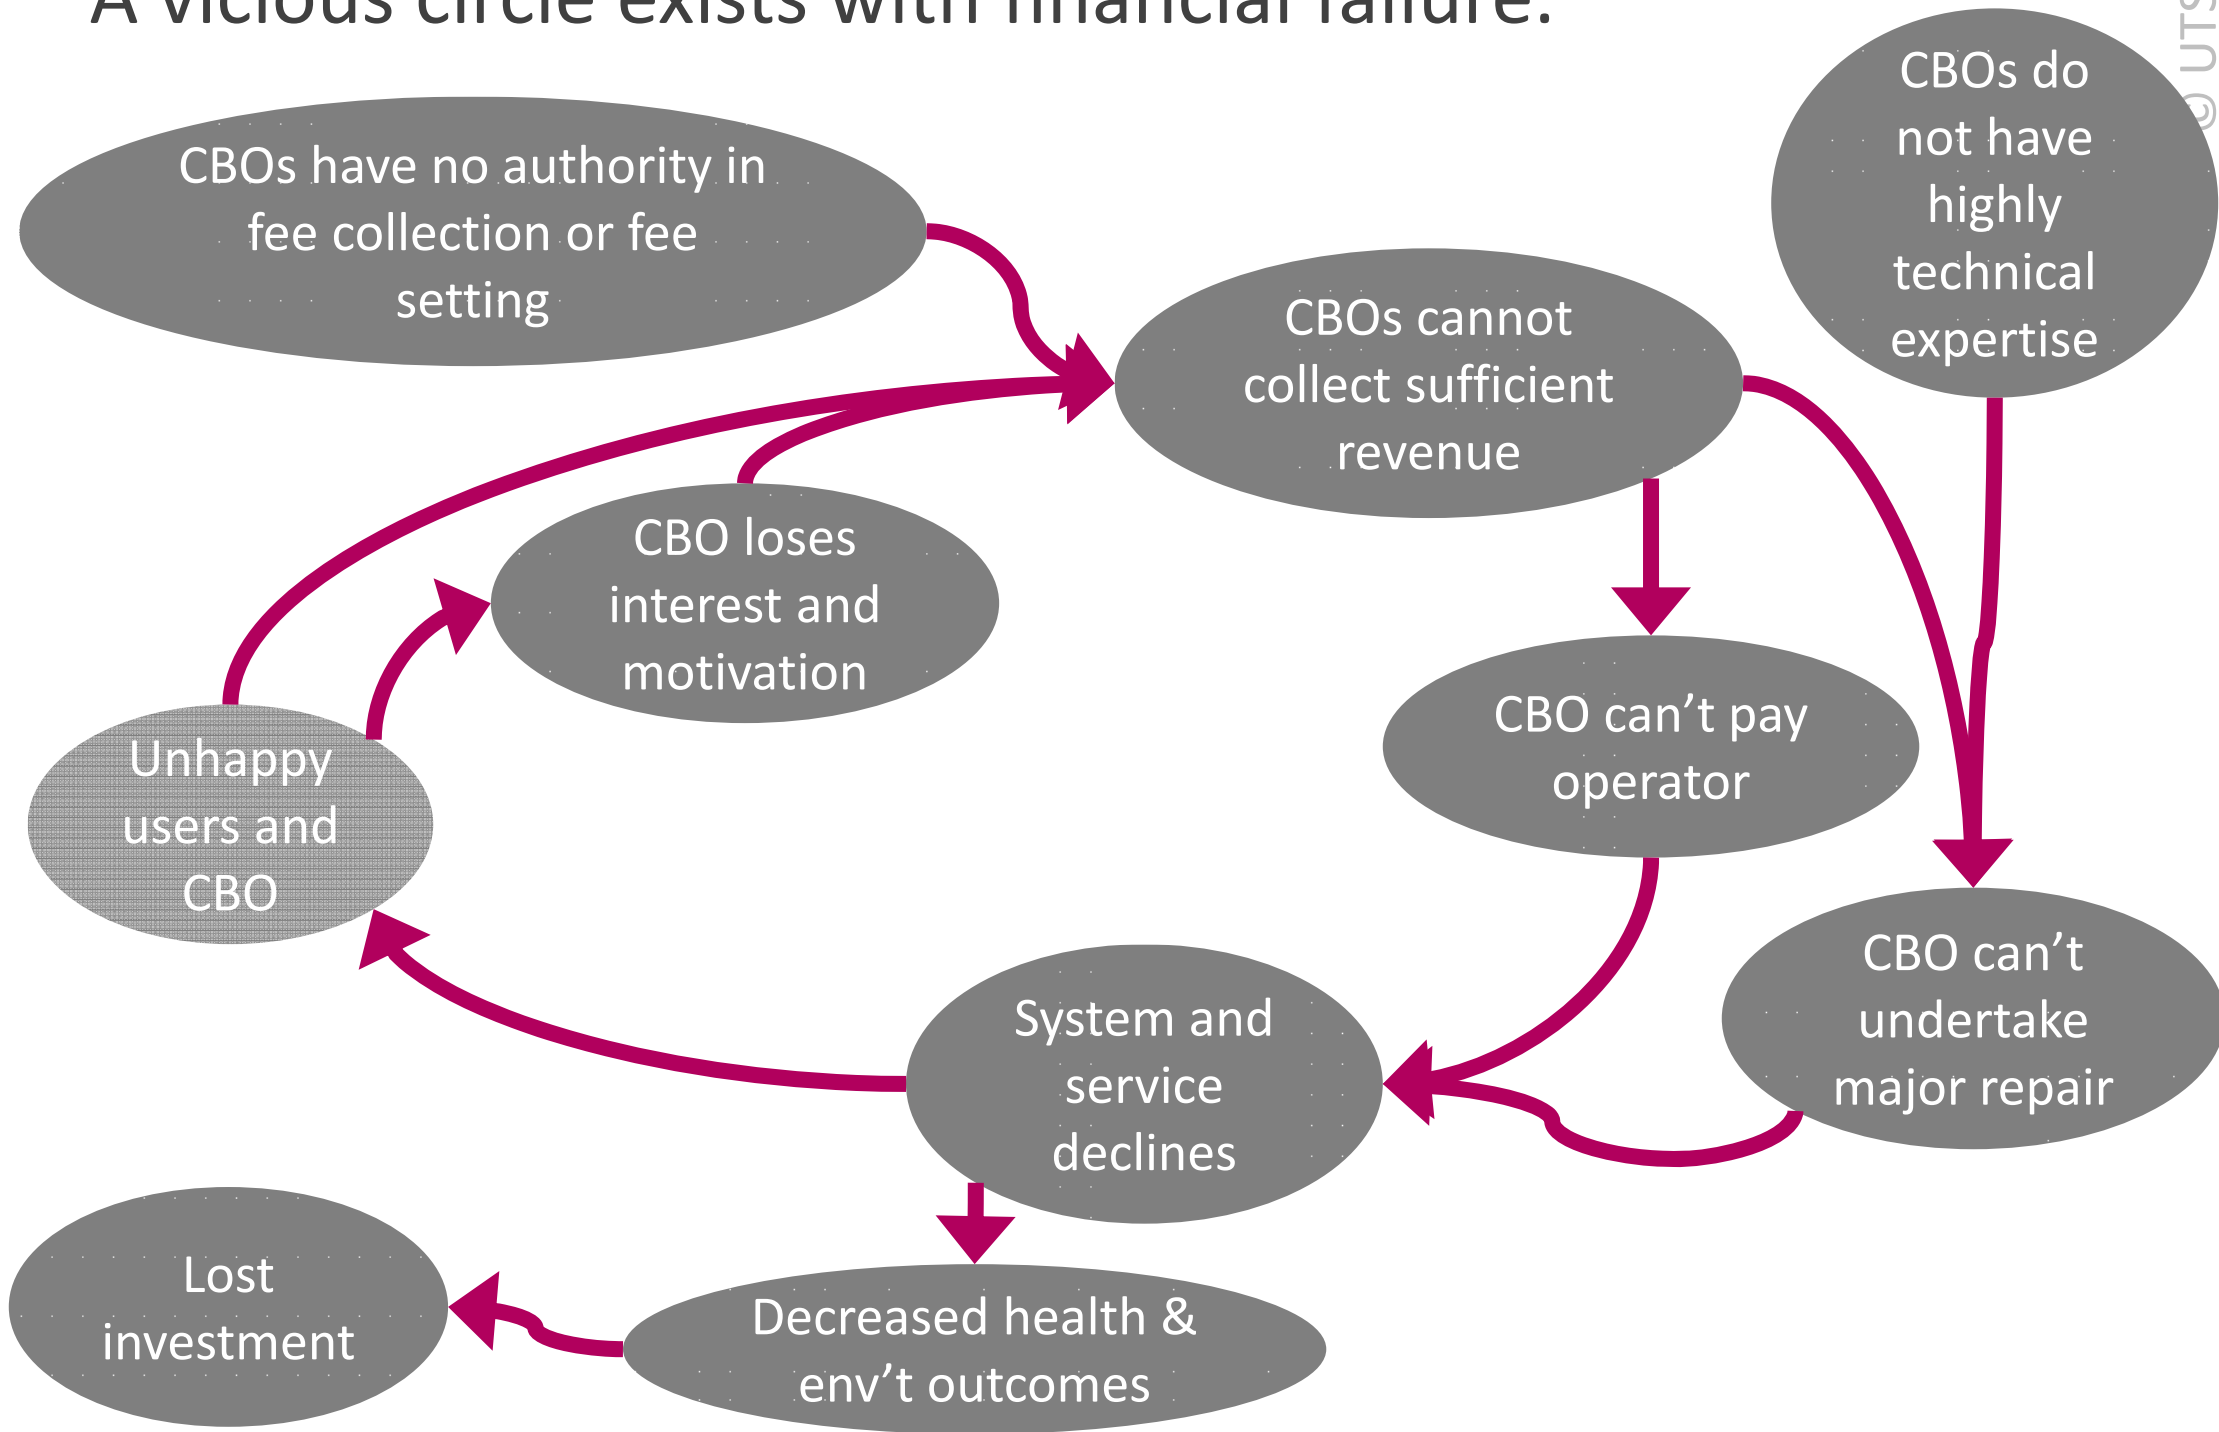 A vicious circle exists with financial failure.
© UTS
CBOs do
not have
highly
technical
expertise
CBOs have no authority in
fee collection or fee
setting
CBOs cannot
collect sufficient
revenue
CBO loses
interest and
motivation
CBO can’t pay
operator
Unhappy
users and
CBO
CBO can’t
undertake
major repair
System and
service
declines
Lost
investment
Decreased health &
env’t outcomes